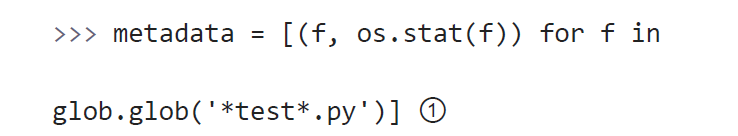 >>> metadata = [(f, os.stat(f)) for f in
glob.glob('*test*.py')] ①